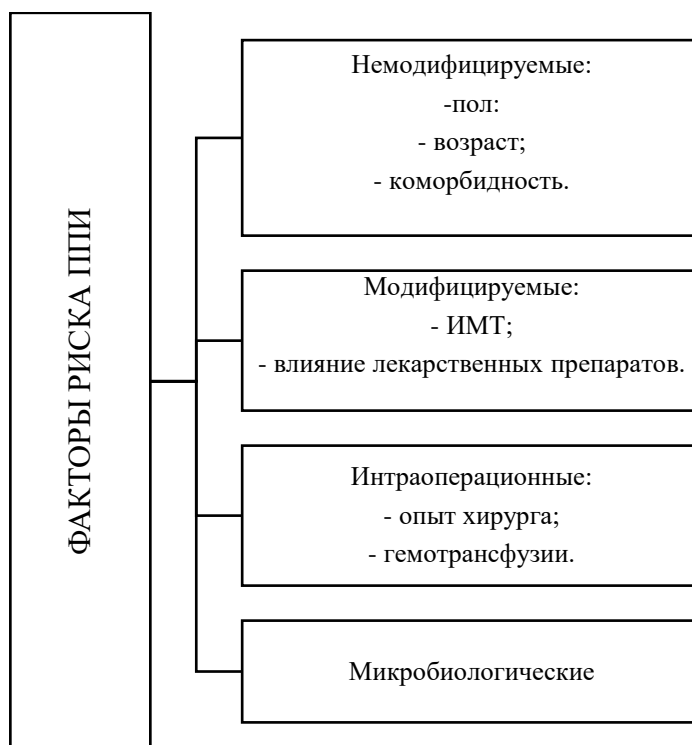 ФАКТОРЫ РИСКА ППИ
Немодифицируемые:
-пол:
- возраст;
- коморбидность.
Модифицируемые:
- ИМТ;
- влияние лекарственных препаратов.
Интраоперационные:
- опыт хирурга;
- гемотрансфузии.
Микробиологические